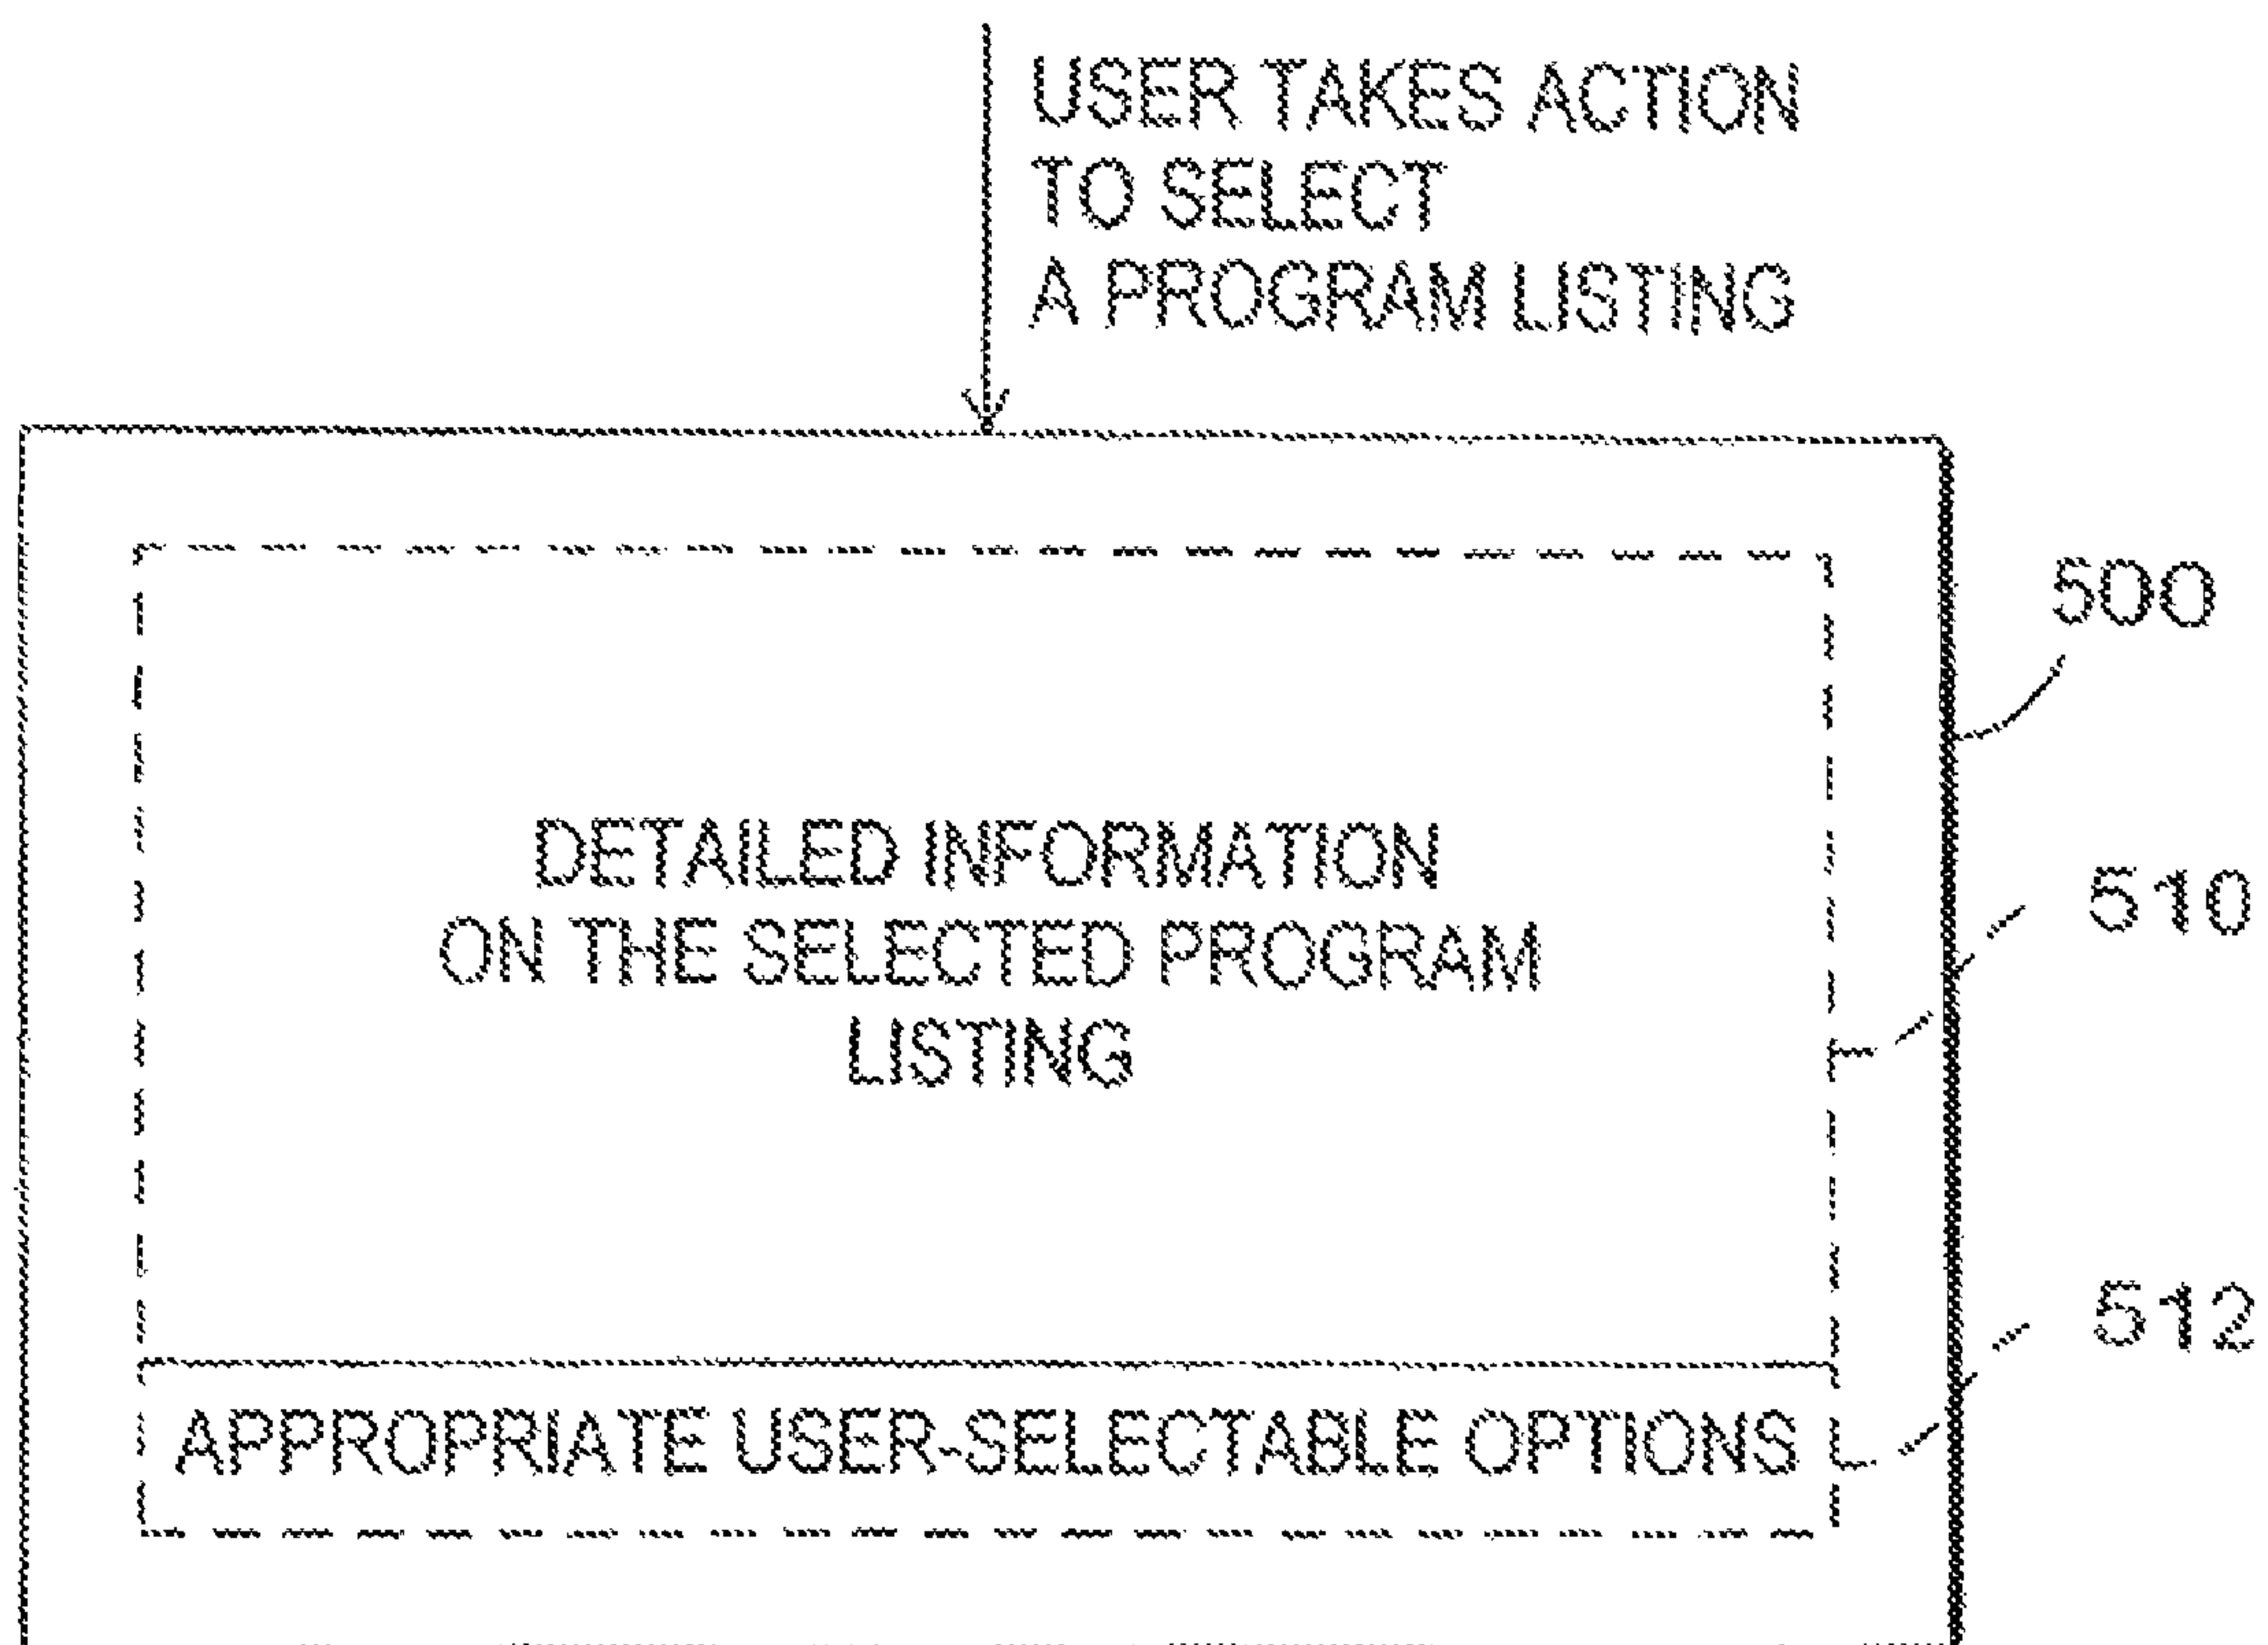 USER TAKES ACTION
TO SELECT
A PROGRAM LISTING
500
DETAILED INFORMATION
ON THE SELECTED PROGRAM
LISTING
510
APPROPRIATE USER-SELECTABLE OPTIONS
512